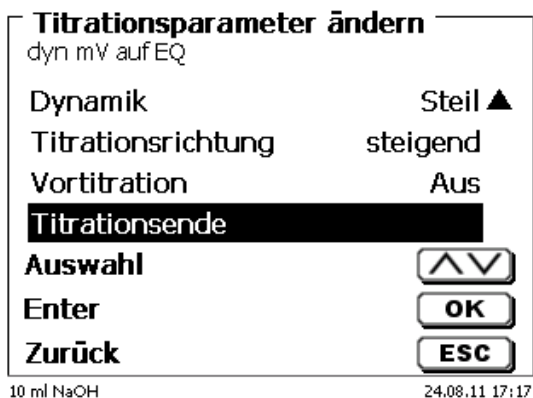 Titrationsparameter ändern
dyn mV auf EQ
Dynamik Steil ▲
Titrationsrichtung steigend
Vortitration Aus
Titrationsende
Auswahl
Enter OK
Zurück ESC
10 ml NaOH 24.08.11 17:17